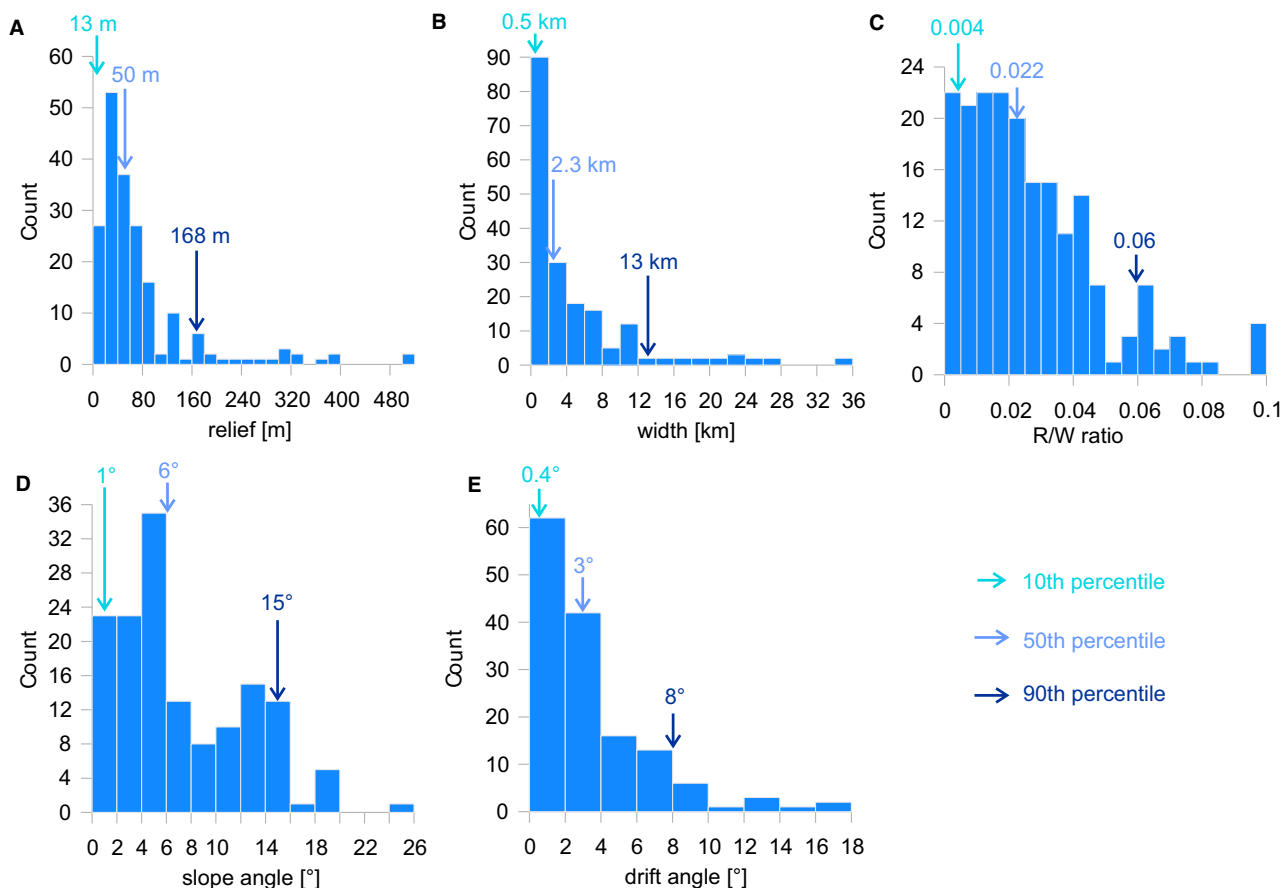 A
13 m
50 m
168 m
60
50
40
30
20
10
0
Count
0 80 160 240 320 400 480
relief [m]
B
0.5 km
2.3 km
13 km
90
80
70
60
50
40
30
20
10
0
Count
0 4 8 12 16 20 24 28 32 36
width [km]
C
0.004
0.022
0.06
24
20
16
12
8
4
0
Count
0 0.02 0.04 0.06 0.08 0.1
R/W ratio
D
1°
6°
15°
36
32
28
24
20
16
12
8
4
0
Count
0 2 4 6 8 10 14 18 22 26
slope angle [°]
E
0.4°
3°
8°
60
50
40
30
20
10
0
Count
0 2 4 6 8 10 12 14 16 18
drift angle [°]
10th percentile
50th percentile
90th percentile